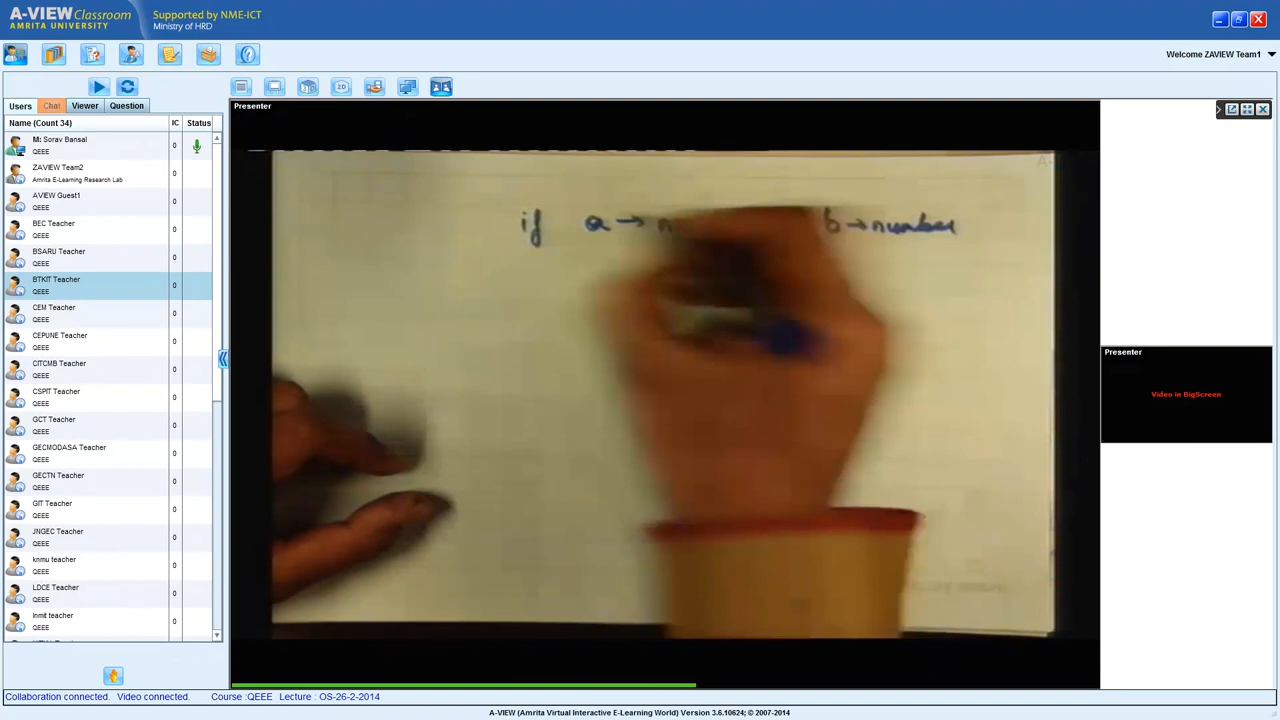 A-VIEW Classroom
AMRITA UNIVERSITY
Supported by NME-ICT
Ministry of HRD
Welcome ZAVIEW Team1
Users Chat Viewer Question
Name (Count 34) IC Status
M: Sorav Bansal
QEEE 0
ZAVIEW Team2
Amrita E-Learning Research Lab 0
AVIEW Guest1
QEEE 0
BEC Teacher
QEEE 0
BSARU Teacher
QEEE 0
BTKIT Teacher
QEEE 0
CEM Teacher
QEEE 0
CEPUNE Teacher
QEEE 0
CITCMB Teacher
QEEE 0
CSPIT Teacher
QEEE 0
GCT Teacher
QEEE 0
GECMODASA Teacher
QEEE 0
GECTN Teacher
QEEE 0
GIT Teacher
QEEE 0
JNGEC Teacher
QEEE 0
knmu teacher
QEEE 0
LDCE Teacher
QEEE 0
lnmit teacher
QEEE 0
Presenter
if a → n b → number
Presenter
Video in BigScreen
Collaboration connected. Video connected. Course :QEEE Lecture : OS-26-2-2014
A-VIEW (Amrita Virtual Interactive E-Learning World) Version 3.6.10624; © 2007-2014